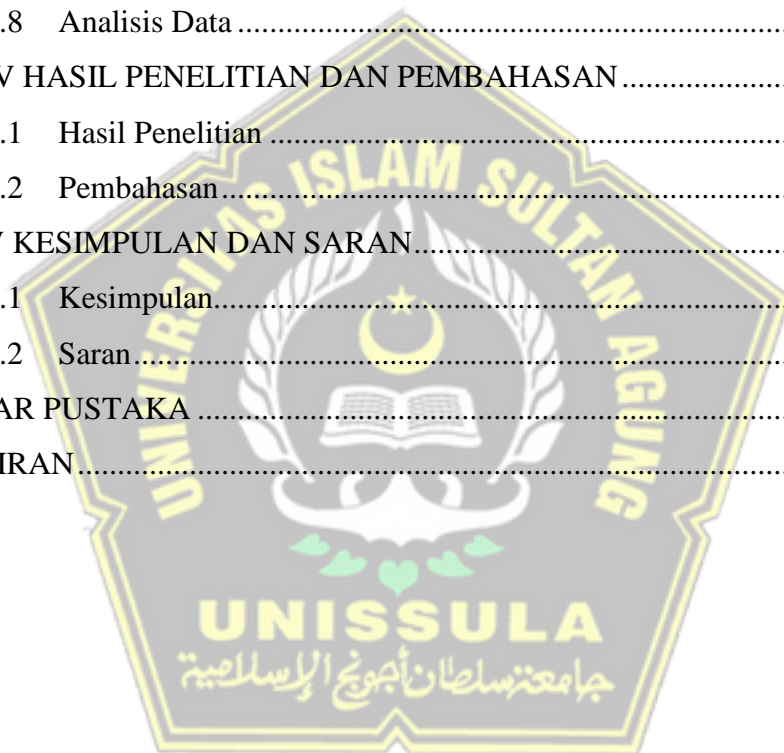 .8 Analisis Data ........................................................................
V HASIL PENELITIAN DAN PEMBAHASAN ........................
.1 Hasil Penelitian ....................................................................
.2 Pembahasan ..........................................................................
V KESIMPULAN DAN SARAN ................................................
.1 Kesimpulan ...........................................................................
.2 Saran ......................................................................................
AR PUSTAKA ............................................................................
IRAN .............................................................................................
UNIVERSITAS ISLAM SULTAN AGUNG
UNISSULA
جامعة سلطان أجونج الإسلامية